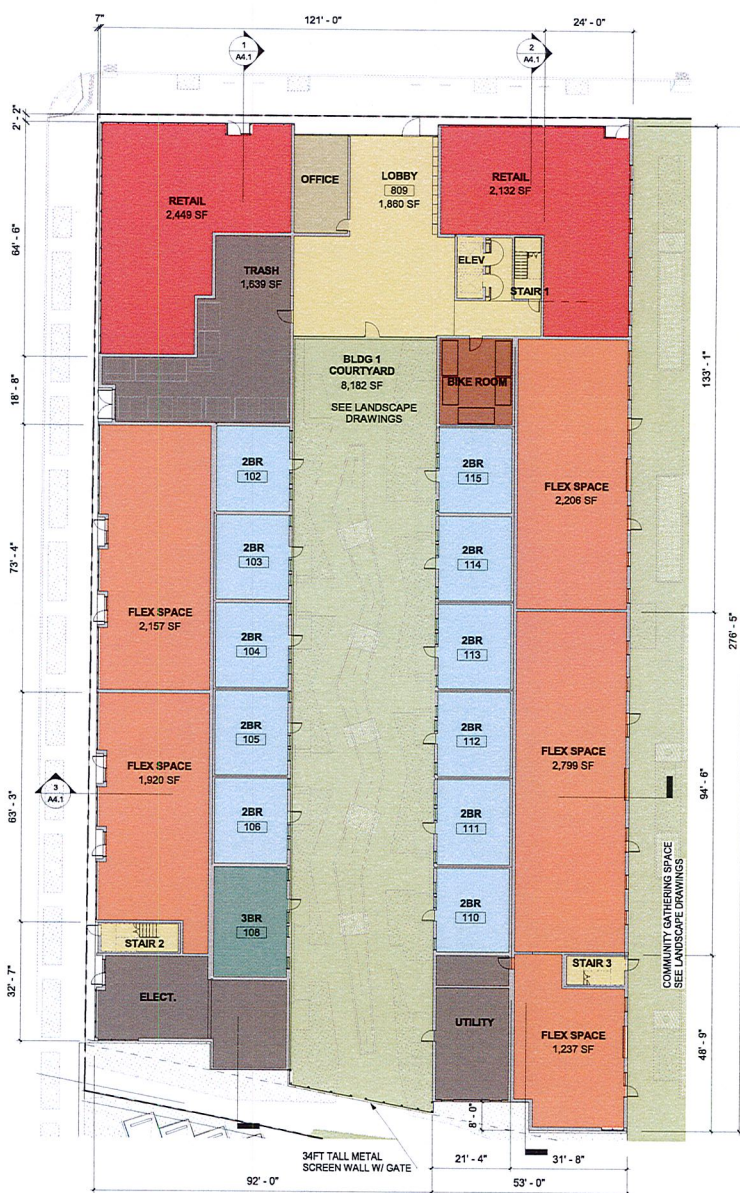 7"
121' - 0"
24' - 0"
1
A4.1
2
A4.1
2' - 2"
64' - 6"
18' - 8"
73' - 4"
63' - 3"
32' - 7"
RETAIL
2,449 SF
OFFICE
LOBBY
809
1,860 SF
RETAIL
2,132 SF
TRASH
1,639 SF
ELEV
STAIR 1
BLDG 1
COURTYARD
8,182 SF
SEE LANDSCAPE
DRAWINGS
BIKE ROOM
133' - 1"
276' - 5"
2BR
102
2BR
115
FLEX SPACE
2,206 SF
2BR
103
2BR
114
FLEX SPACE
2,157 SF
2BR
104
2BR
113
2BR
105
2BR
112
FLEX SPACE
1,920 SF
FLEX SPACE
2,799 SF
3
A4.1
94' - 6"
2BR
106
2BR
111
3BR
108
2BR
110
COMMUNITY GATHERING SPACE
SEE LANDSCAPE DRAWINGS
STAIR 2
STAIR 3
ELECT.
UTILITY
FLEX SPACE
1,237 SF
48' - 9"
8' - 0"
34FT TALL METAL
SCREEN WALL W/ GATE
21' - 4"
31' - 8"
92' - 0"
53' - 0"